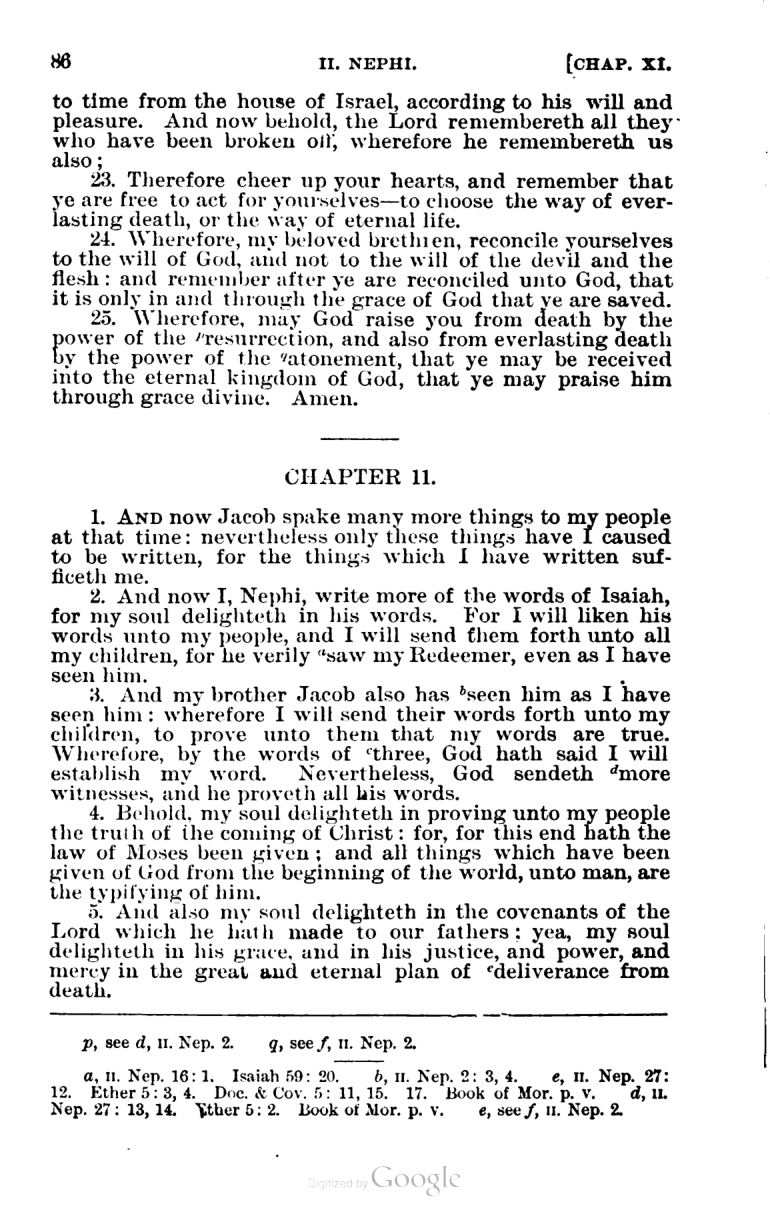 86 II. NEPHI. [CHAP. XI.
to time from the house of Israel, according to his will and
pleasure. And now behold, the Lord remembereth all they
who have been broken off, wherefore he remembereth us
also;
23. Therefore cheer up your hearts, and remember that
ye are free to act for yourselves—to choose the way of ever-
lasting death, or the way of eternal life.
24. Wherefore, my beloved brethren, reconcile yourselves
to the will of God, and not to the will of the devil and the
flesh: and remember after ye are reconciled unto God, that
it is only in and through the grace of God that ye are saved.
25. Wherefore, may God raise you from death by the
power of the ᵖresurrection, and also from everlasting death
by the power of the qatonement, that ye may be received
into the eternal kingdom of God, that ye may praise him
through grace divine. Amen.
CHAPTER 11.
1. AND now Jacob spake many more things to my people
at that time: nevertheless only these things have I caused
to be written, for the things which I have written suf-
ficeth me.
2. And now I, Nephi, write more of the words of Isaiah,
for my soul delighteth in his words. For I will liken his
words unto my people, and I will send them forth unto all
my children, for he verily ᵃsaw my Redeemer, even as I have
seen him.
3. And my brother Jacob also has ᵇseen him as I have
seen him: wherefore I will send their words forth unto my
children, to prove unto them that my words are true.
Wherefore, by the words of ᶜthree, God hath said I will
establish my word. Nevertheless, God sendeth ᵈmore
witnesses, and he proveth all his words.
4. Behold, my soul delighteth in proving unto my people
the truth of the coming of Christ: for, for this end hath the
law of Moses been given; and all things which have been
given of God from the beginning of the world, unto man, are
the typifying of him.
5. And also my soul delighteth in the covenants of the
Lord which he hath made to our fathers: yea, my soul
delighteth in his grace, and in his justice, and power, and
mercy in the great and eternal plan of ᵉdeliverance from
death.
p, see d, II. Nep. 2. q, see f, II. Nep. 2.
a, II. Nep. 16: 1. Isaiah 59: 20. b, II. Nep. 2: 3, 4. e, II. Nep. 27:
12. Ether 5: 3, 4. Doc. & Cov. 5: 11, 15. 17. Book of Mor. p. v. d, II.
Nep. 27: 13, 14. Ether 5: 2. Book of Mor. p. v. e, see f, II. Nep. 2.
Digitized by Google